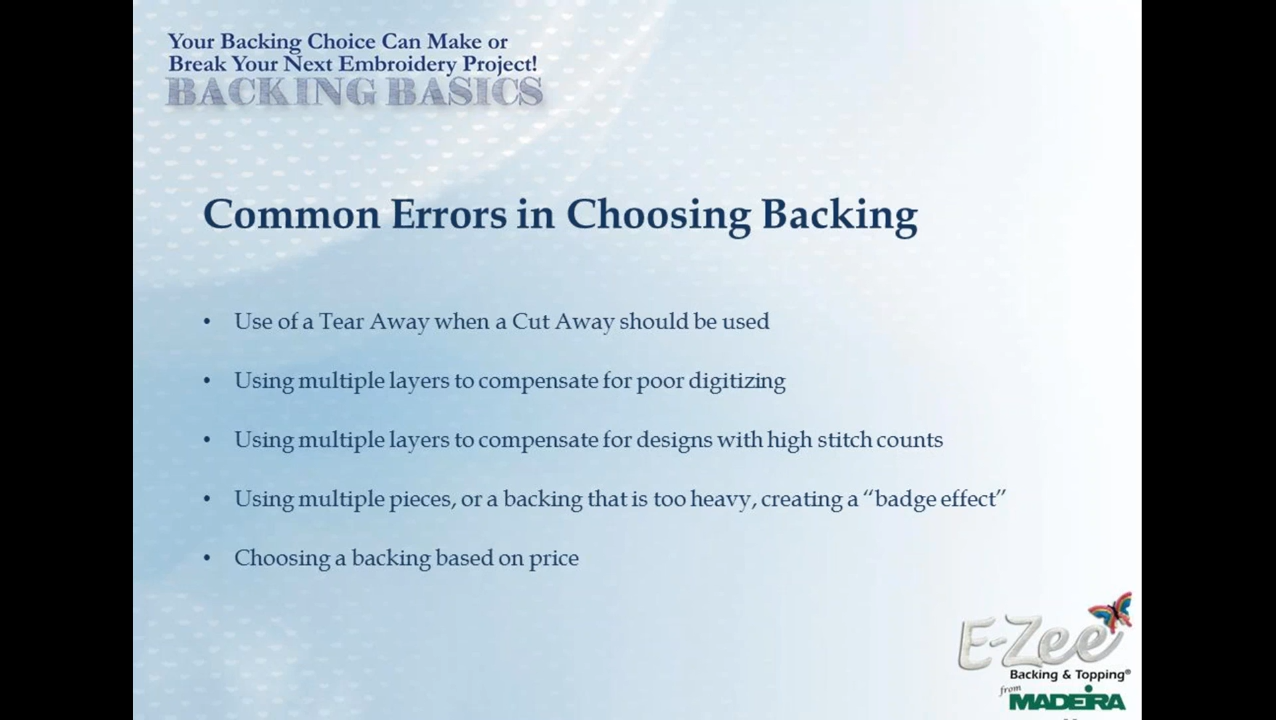 Your Backing Choice Can Make or
Break Your Next Embroidery Project!
BACKING BASICS
Common Errors in Choosing Backing
• Use of a Tear Away when a Cut Away should be used
• Using multiple layers to compensate for poor digitizing
• Using multiple layers to compensate for designs with high stitch counts
• Using multiple pieces, or a backing that is too heavy, creating a “badge effect”
• Choosing a backing based on price
E-Zee
Backing & Topping®
from
MADEIRA